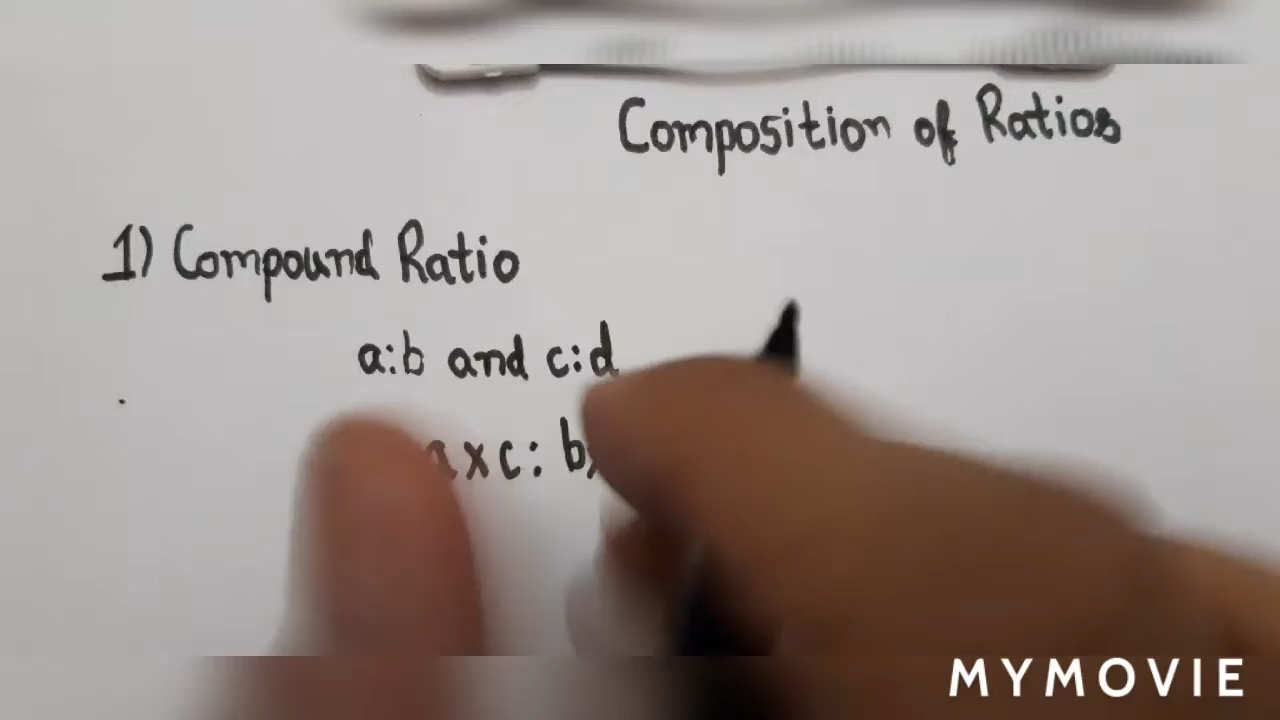 Composition of Ratios
1) Compound Ratio
a:b and c:d
a×c: b
MYMOVIE